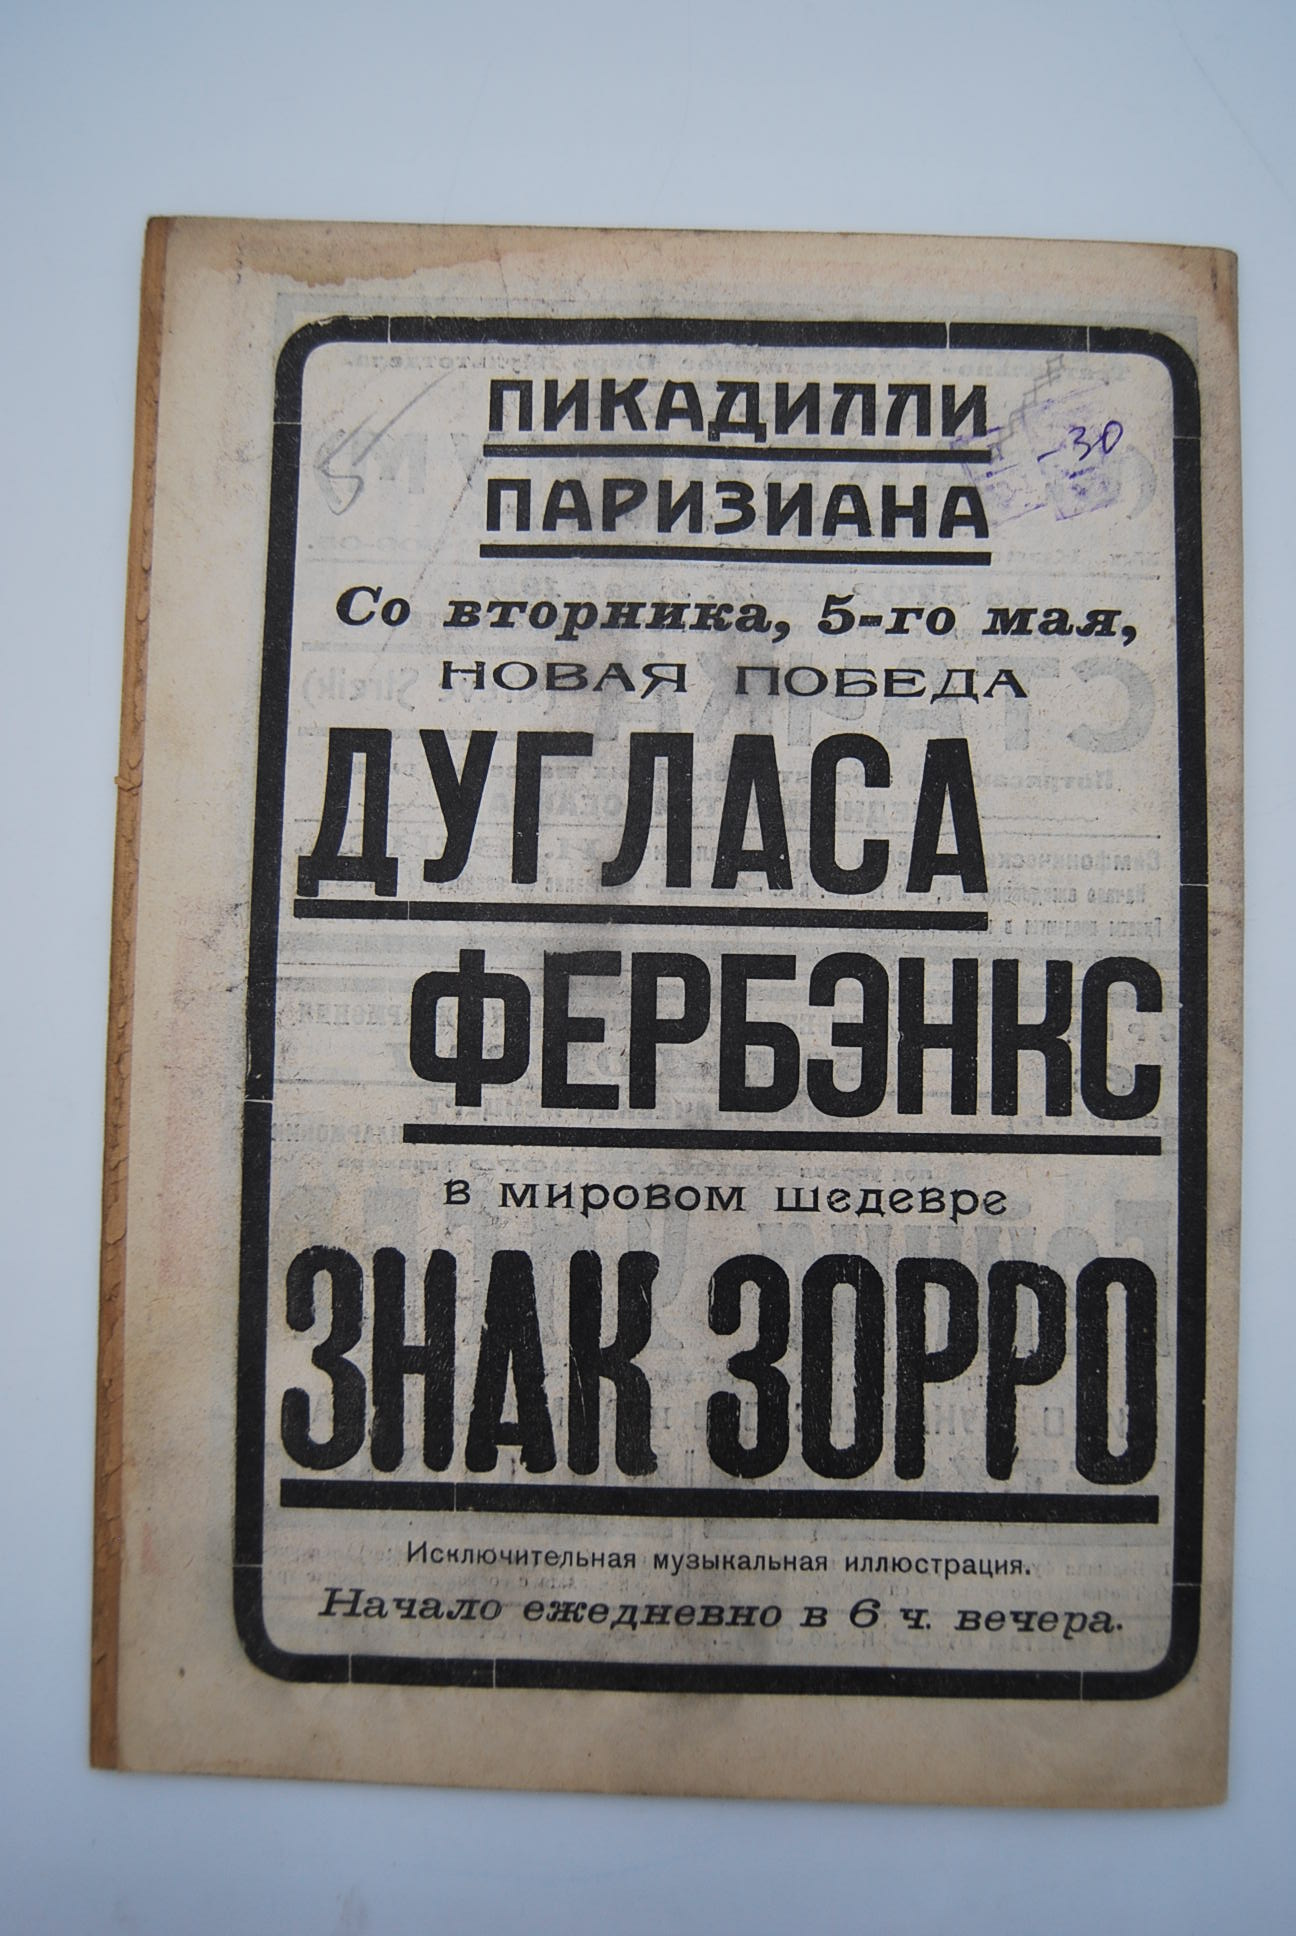 ПИКАДИЛЛИ
ПАРИЗИАНА
-30
Со вторника, 5-го мая,
НОВАЯ ПОБЕДА
ДУГЛАСА
ФЕРБЭНКС
в мировом шедевре
ЗНАК ЗОРРО
Исключительная музыкальная иллюстрация.
Начало ежедневно в 6 ч. вечера.